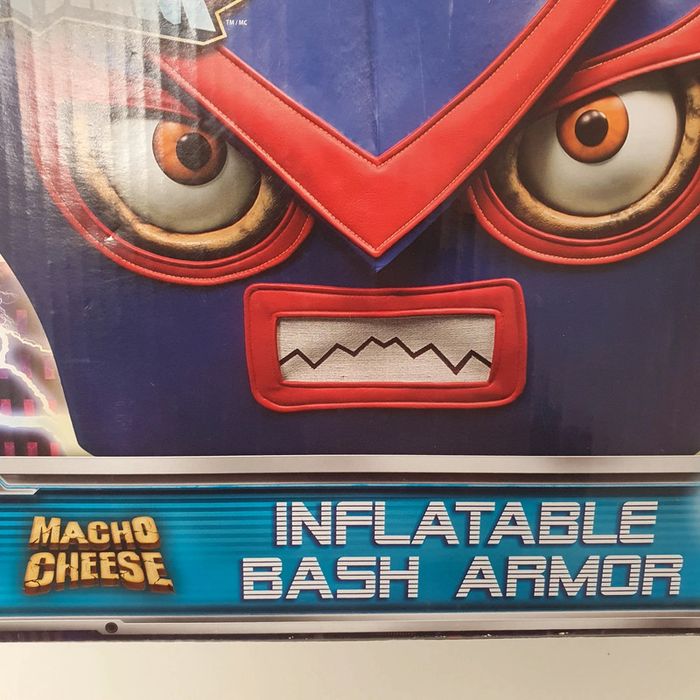 TM/MC
MACHO
CHEESE
INFLATABLE
BASH ARMOR